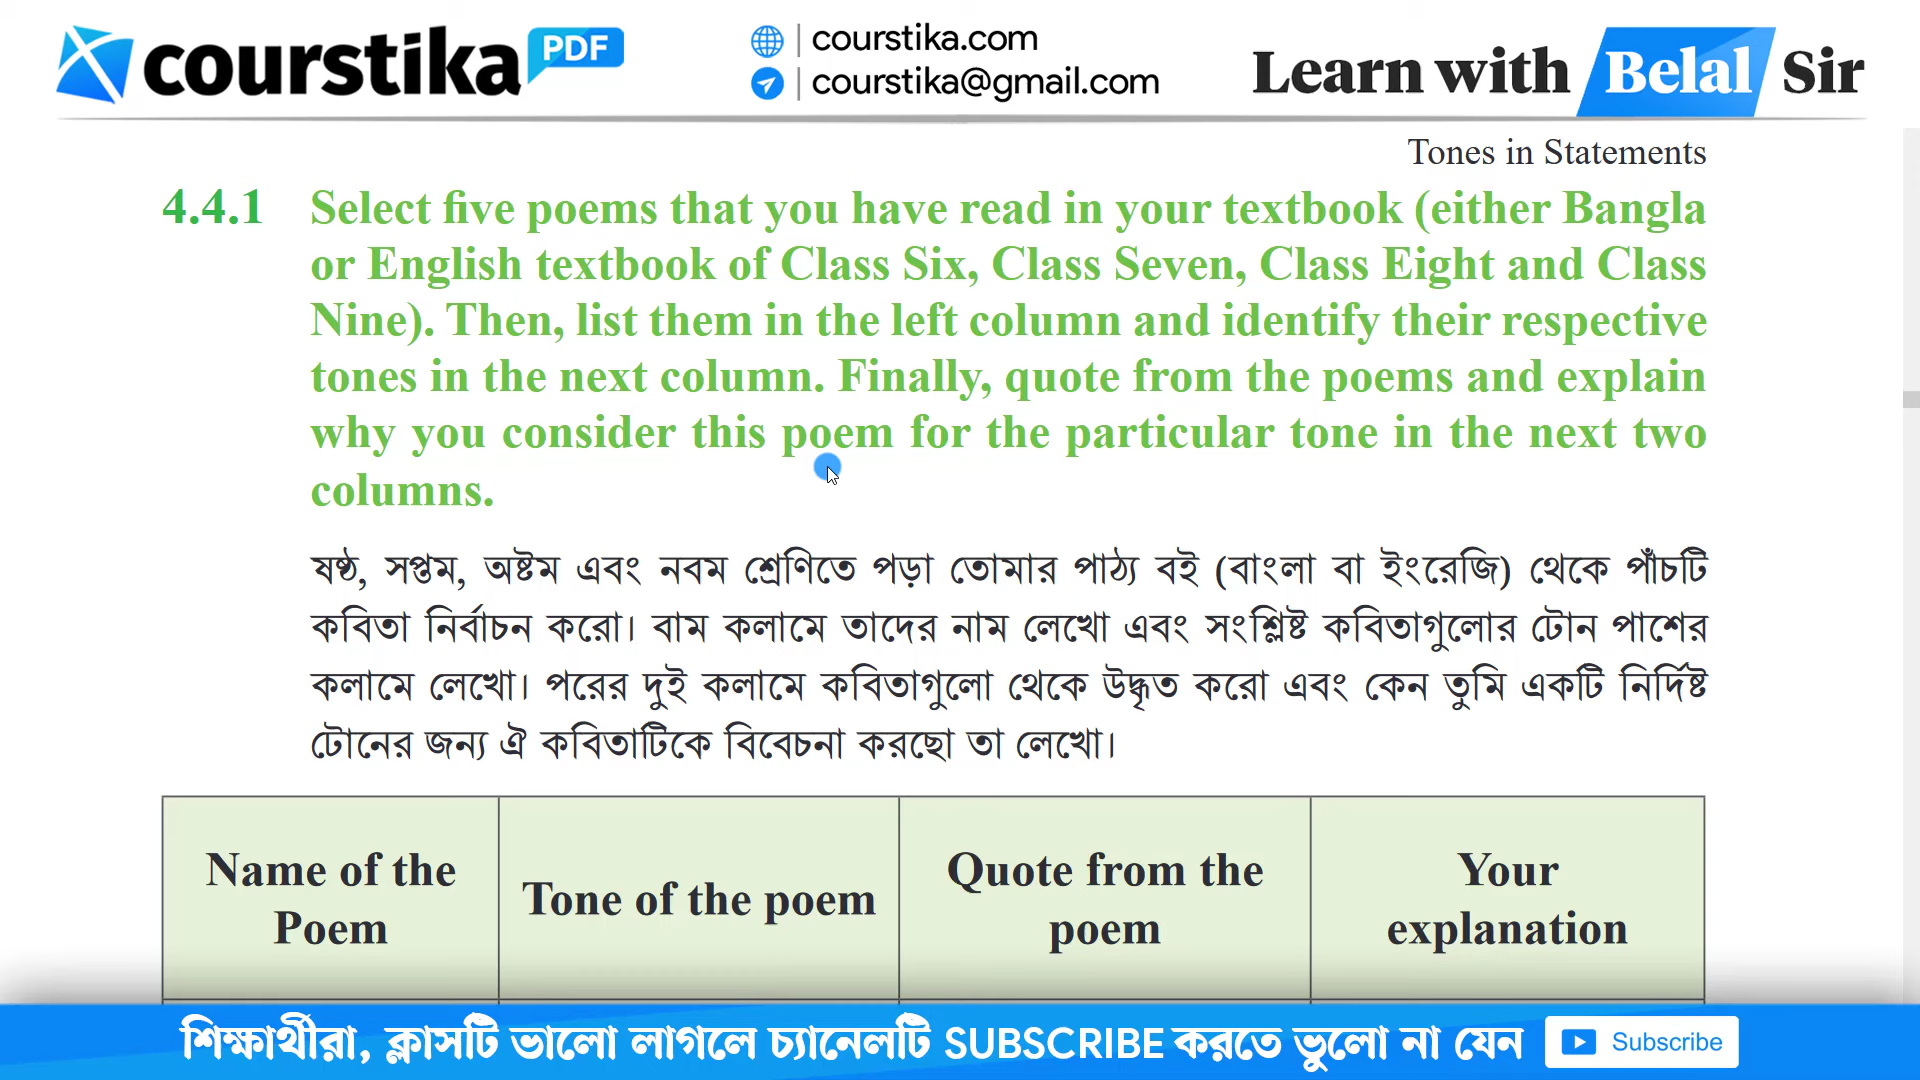 courstika PDF
courstika.com
courstika@gmail.com
Learn with Belal Sir
Tones in Statements
4.4.1 Select five poems that you have read in your textbook (either Bangla
or English textbook of Class Six, Class Seven, Class Eight and Class
Nine). Then, list them in the left column and identify their respective
tones in the next column. Finally, quote from the poems and explain
why you consider this poem for the particular tone in the next two
columns.
ষষ্ঠ, সপ্তম, অষ্টম এবং নবম শ্রেণিতে পড়া তোমার পাঠ্য বই (বাংলা বা ইংরেজি) থেকে পাঁচটি
কবিতা নির্বাচন করো। বাম কলামে তাদের নাম লেখো এবং সংশ্লিষ্ট কবিতাগুলোর টোন পাশের
কলামে লেখো। পরের দুই কলামে কবিতাগুলো থেকে উদ্ধৃত করো এবং কেন তুমি একটি নির্দিষ্ট
টোনের জন্য ঐ কবিতাটিকে বিবেচনা করছো তা লেখো।
Name of the
Poem
Tone of the poem
Quote from the
poem
Your
explanation
শিক্ষার্থীরা, ক্লাসটি ভালো লাগলে চ্যানেলটি SUBSCRIBE করতে ভুলো না যেন
Subscribe